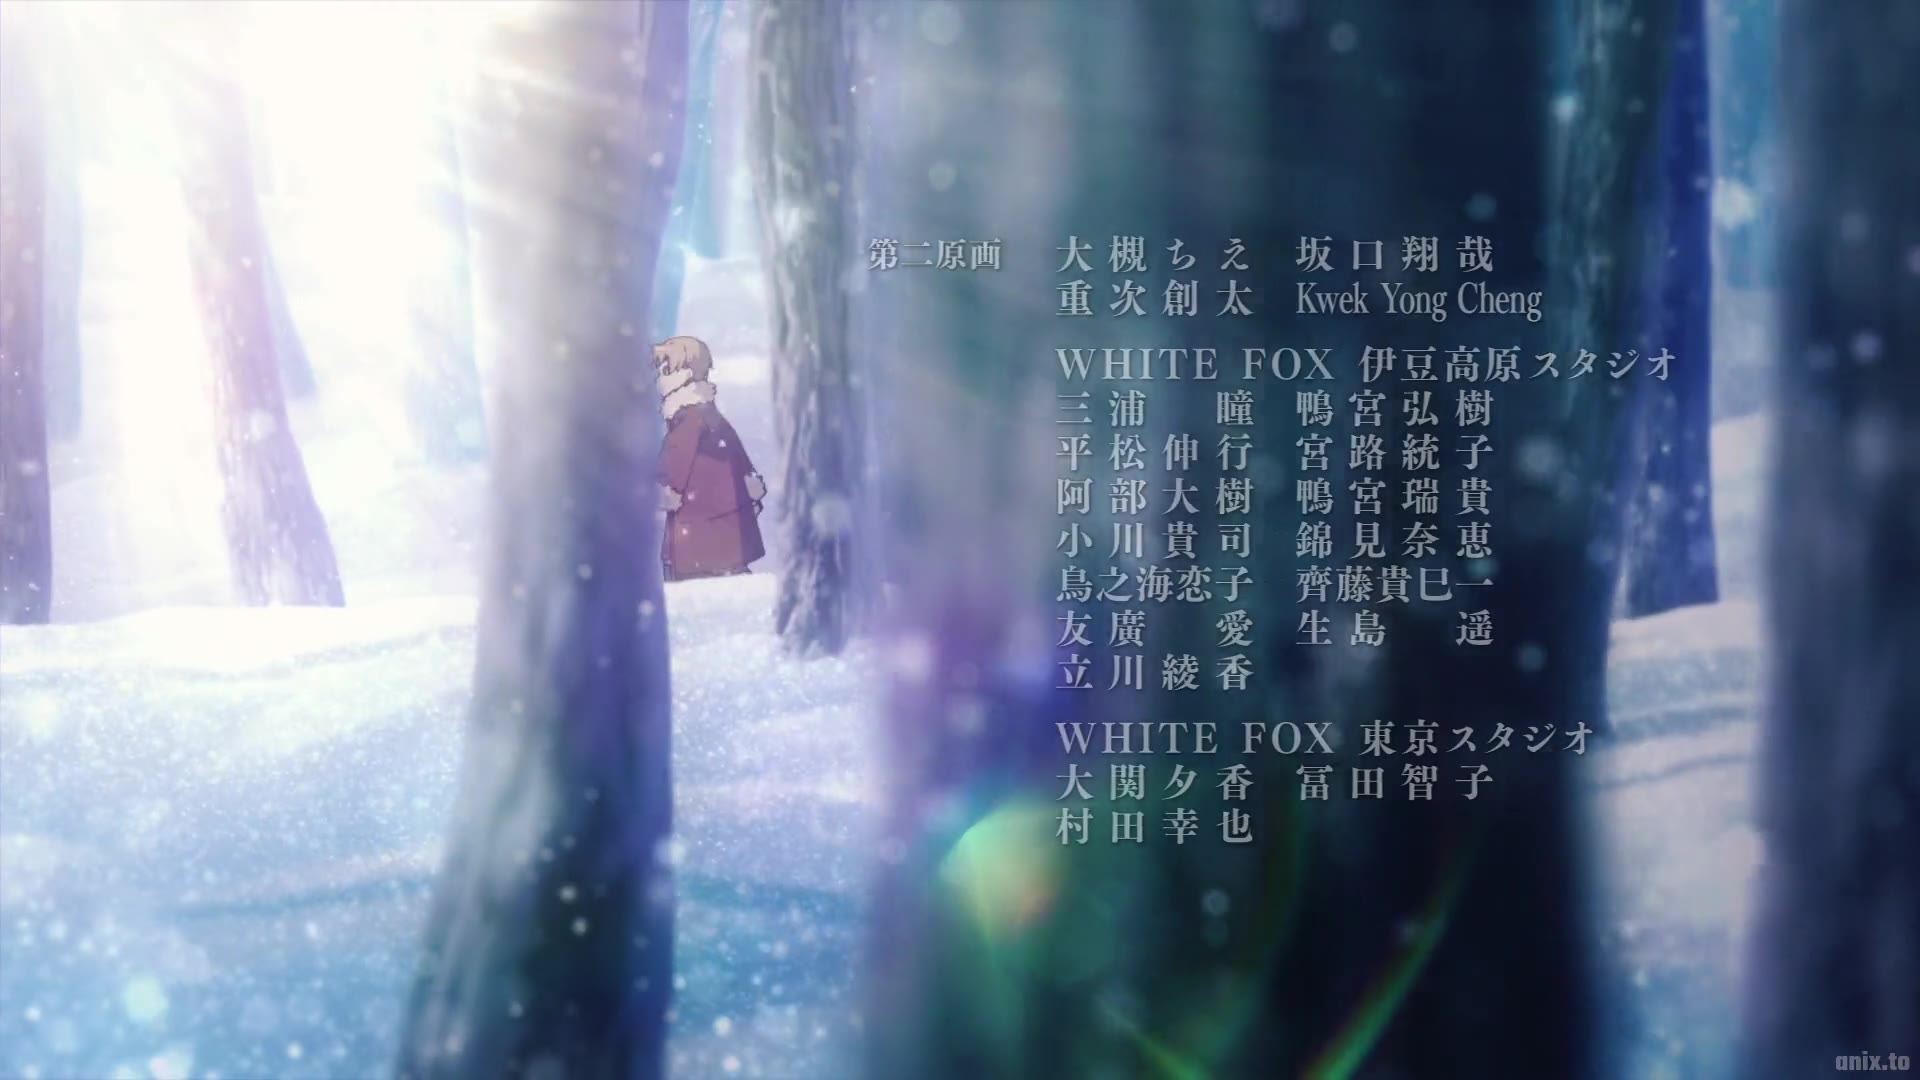 第二原画 大槻ちえ 坂口翔哉
重次創太 Kwek Yong Cheng
WHITE FOX 伊豆高原スタジオ
三浦瞳 鴨宮弘樹
平松伸行 宮路統子
阿部大樹 鴨宮瑞貴
小川貴司 錦見奈恵
鳥之海恋子 齊藤貴巳一
友廣愛 生島遥
立川綾香
WHITE FOX 東京スタジオ
大関夕香 冨田智子
村田幸也
anix.to